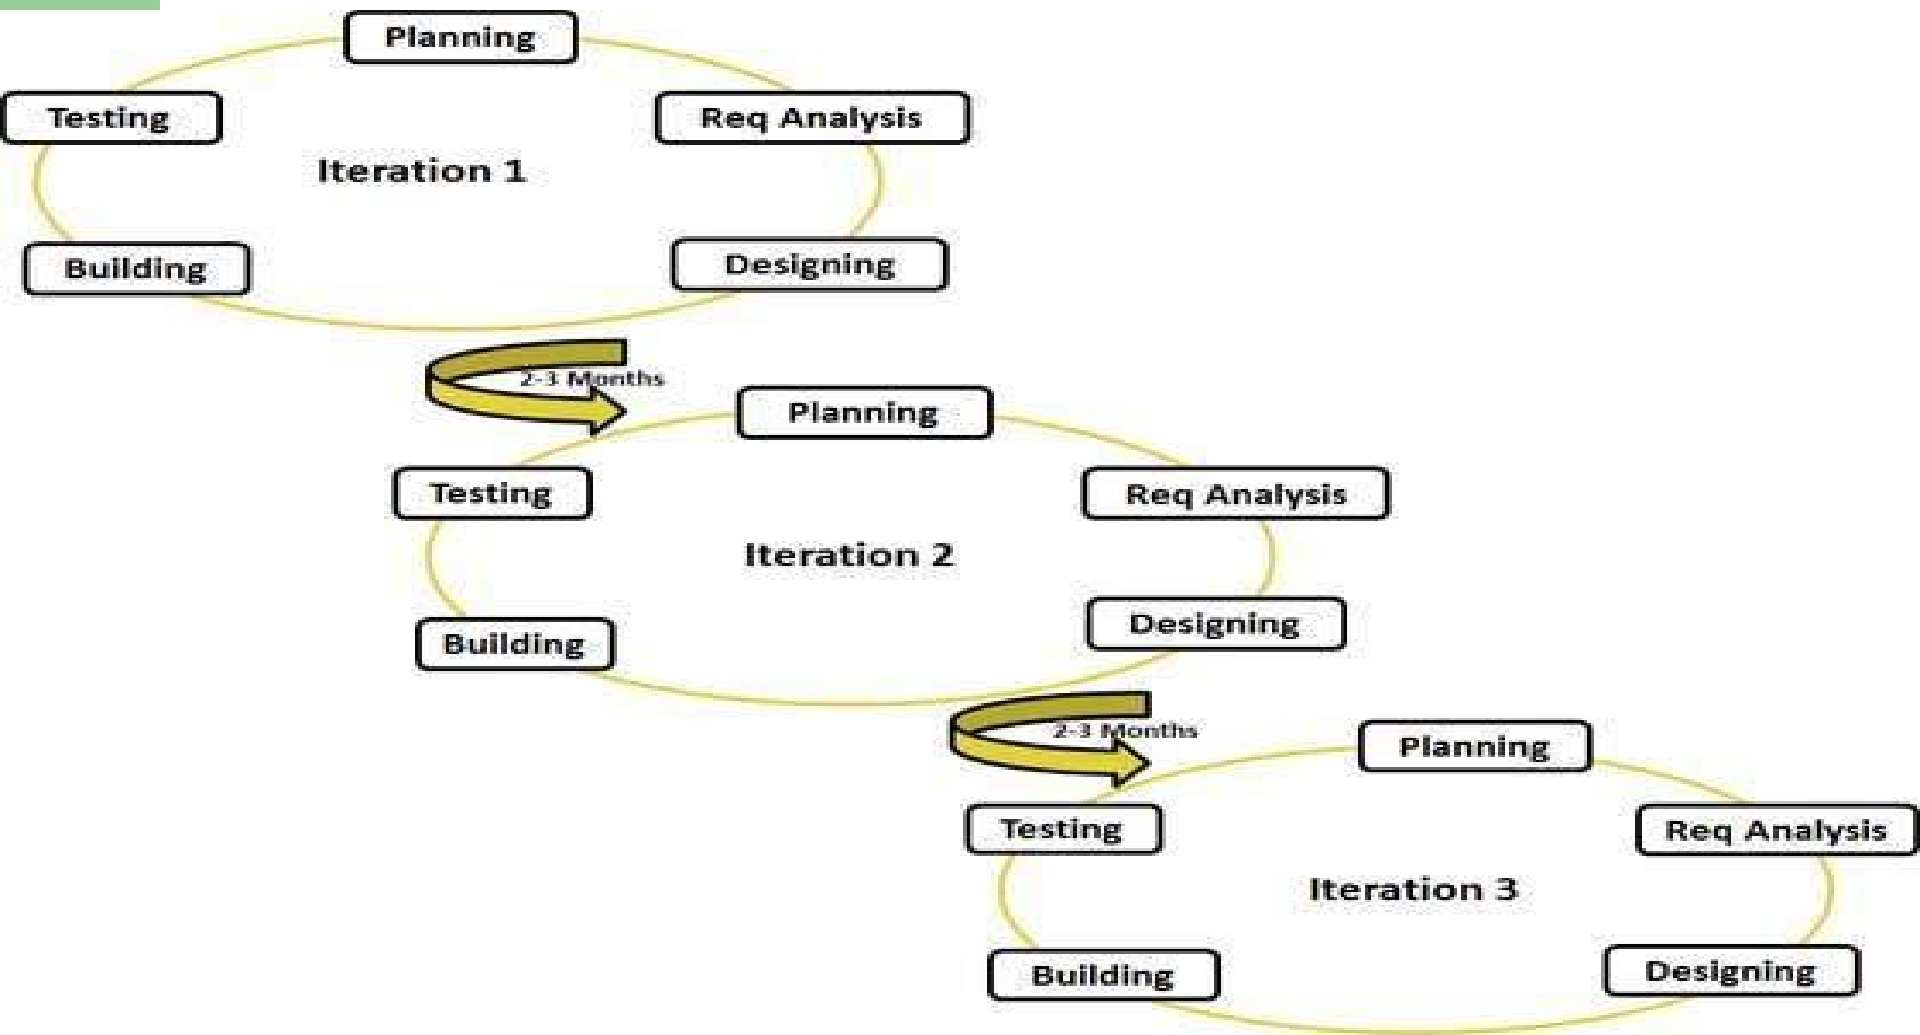 Planning
Testing
Req Analysis
Iteration 1
Building
Designing
2-3 Months
Planning
Testing
Req Analysis
Iteration 2
Building
Designing
2-3 Months
Planning
Testing
Req Analysis
Iteration 3
Building
Designing